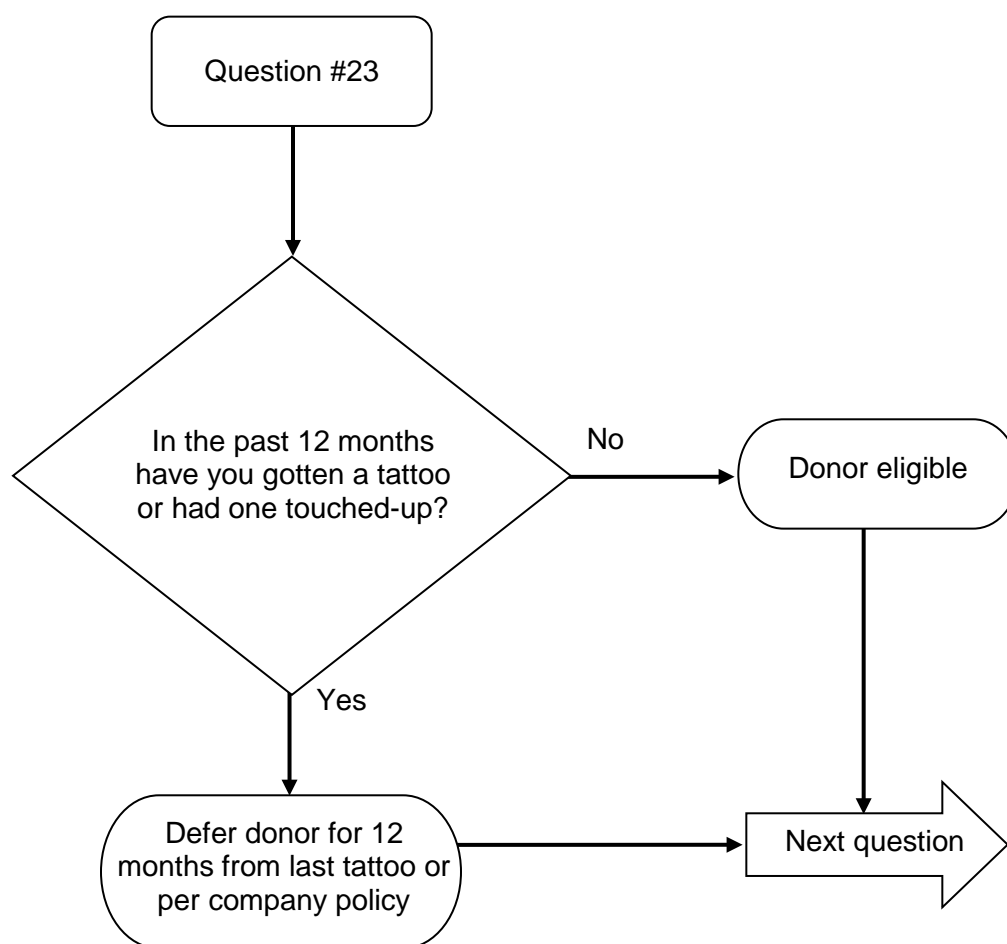 Question #23
In the past 12 months
have you gotten a tattoo
or had one touched-up?
No
Donor eligible
Yes
Defer donor for 12
months from last tattoo or
per company policy
Next question